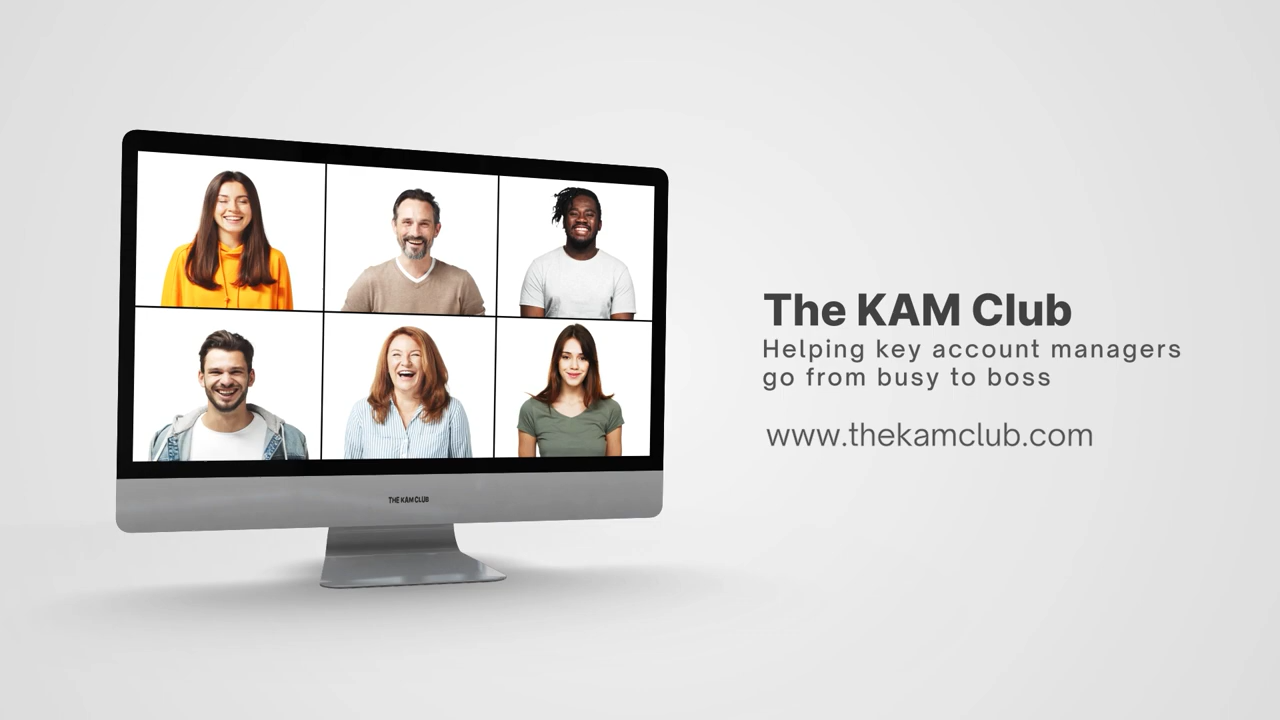 The KAM Club
Helping key account managers
go from busy to boss
www.thekamclub.com
THE KAM CLUB